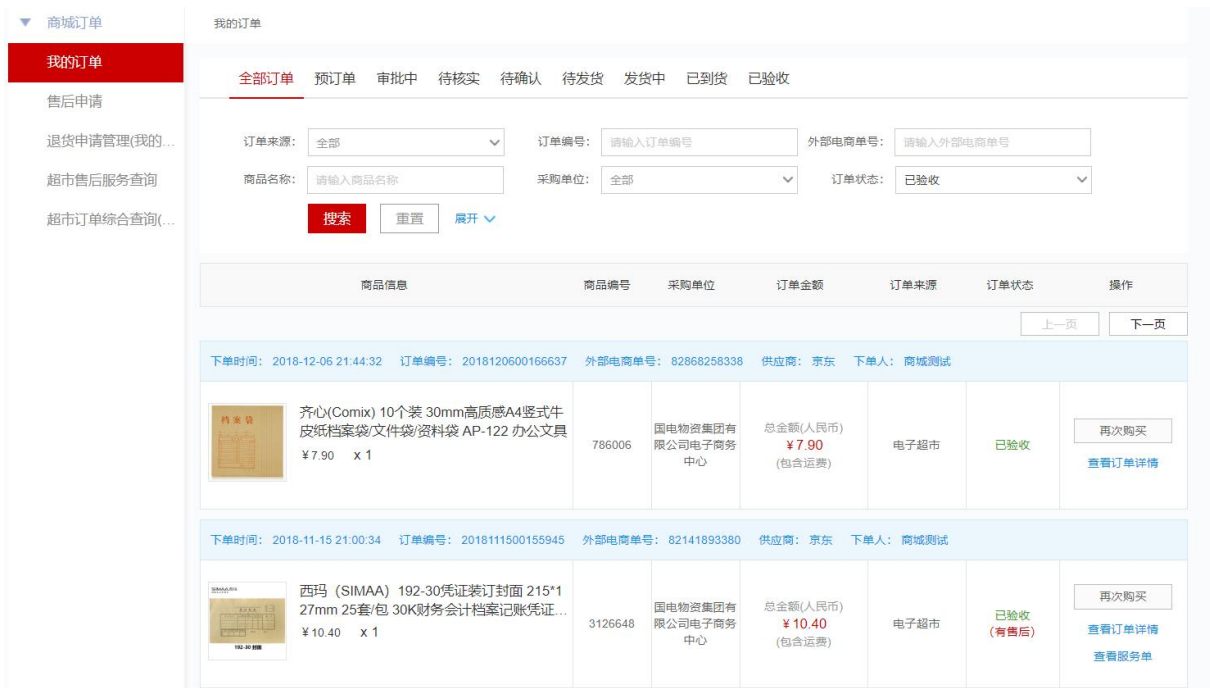 商城订单
我的订单
售后申请
退货申请管理(我的...
超市售后服务查询
超市订单综合查询(...
我的订单
全部订单 预订单 审批中 待核实 待确认 待发货 发货中 已到货 已验收
订单来源： 全部 订单编号： 请输入订单编号 外部电商单号： 请输入外部电商单号
商品名称： 请输入商品名称 采购单位： 全部 订单状态： 已验收
搜索 重置 展开
商品信息 商品编号 采购单位 订单金额 订单来源 订单状态 操作
上一页 下一页
下单时间： 2018-12-06 21:44:32 订单编号： 2018120600166637 外部电商单号： 82868258338 供应商： 京东 下单人： 商城测试
档案袋
齐心(Comix) 10个装 30mm高质感A4竖式牛
皮纸档案袋/文件袋/资料袋 AP-122 办公文具
¥7.90 x 1
786006
国电物资集团有
限公司电子商务
中心
总金额(人民币)
¥7.90
(包含运费)
电子超市
已验收
再次购买
查看订单详情
下单时间： 2018-11-15 21:00:34 订单编号： 2018111500155945 外部电商单号： 82141893380 供应商： 京东 下单人： 商城测试
192-30 封面
西玛（SIMAA）192-30凭证装订封面 215*1
27mm 25套/包 30K财务会计档案记账凭证...
¥10.40 x 1
3126648
国电物资集团有
限公司电子商务
中心
总金额(人民币)
¥10.40
(包含运费)
电子超市
已验收
(有售后)
再次购买
查看订单详情
查看服务单